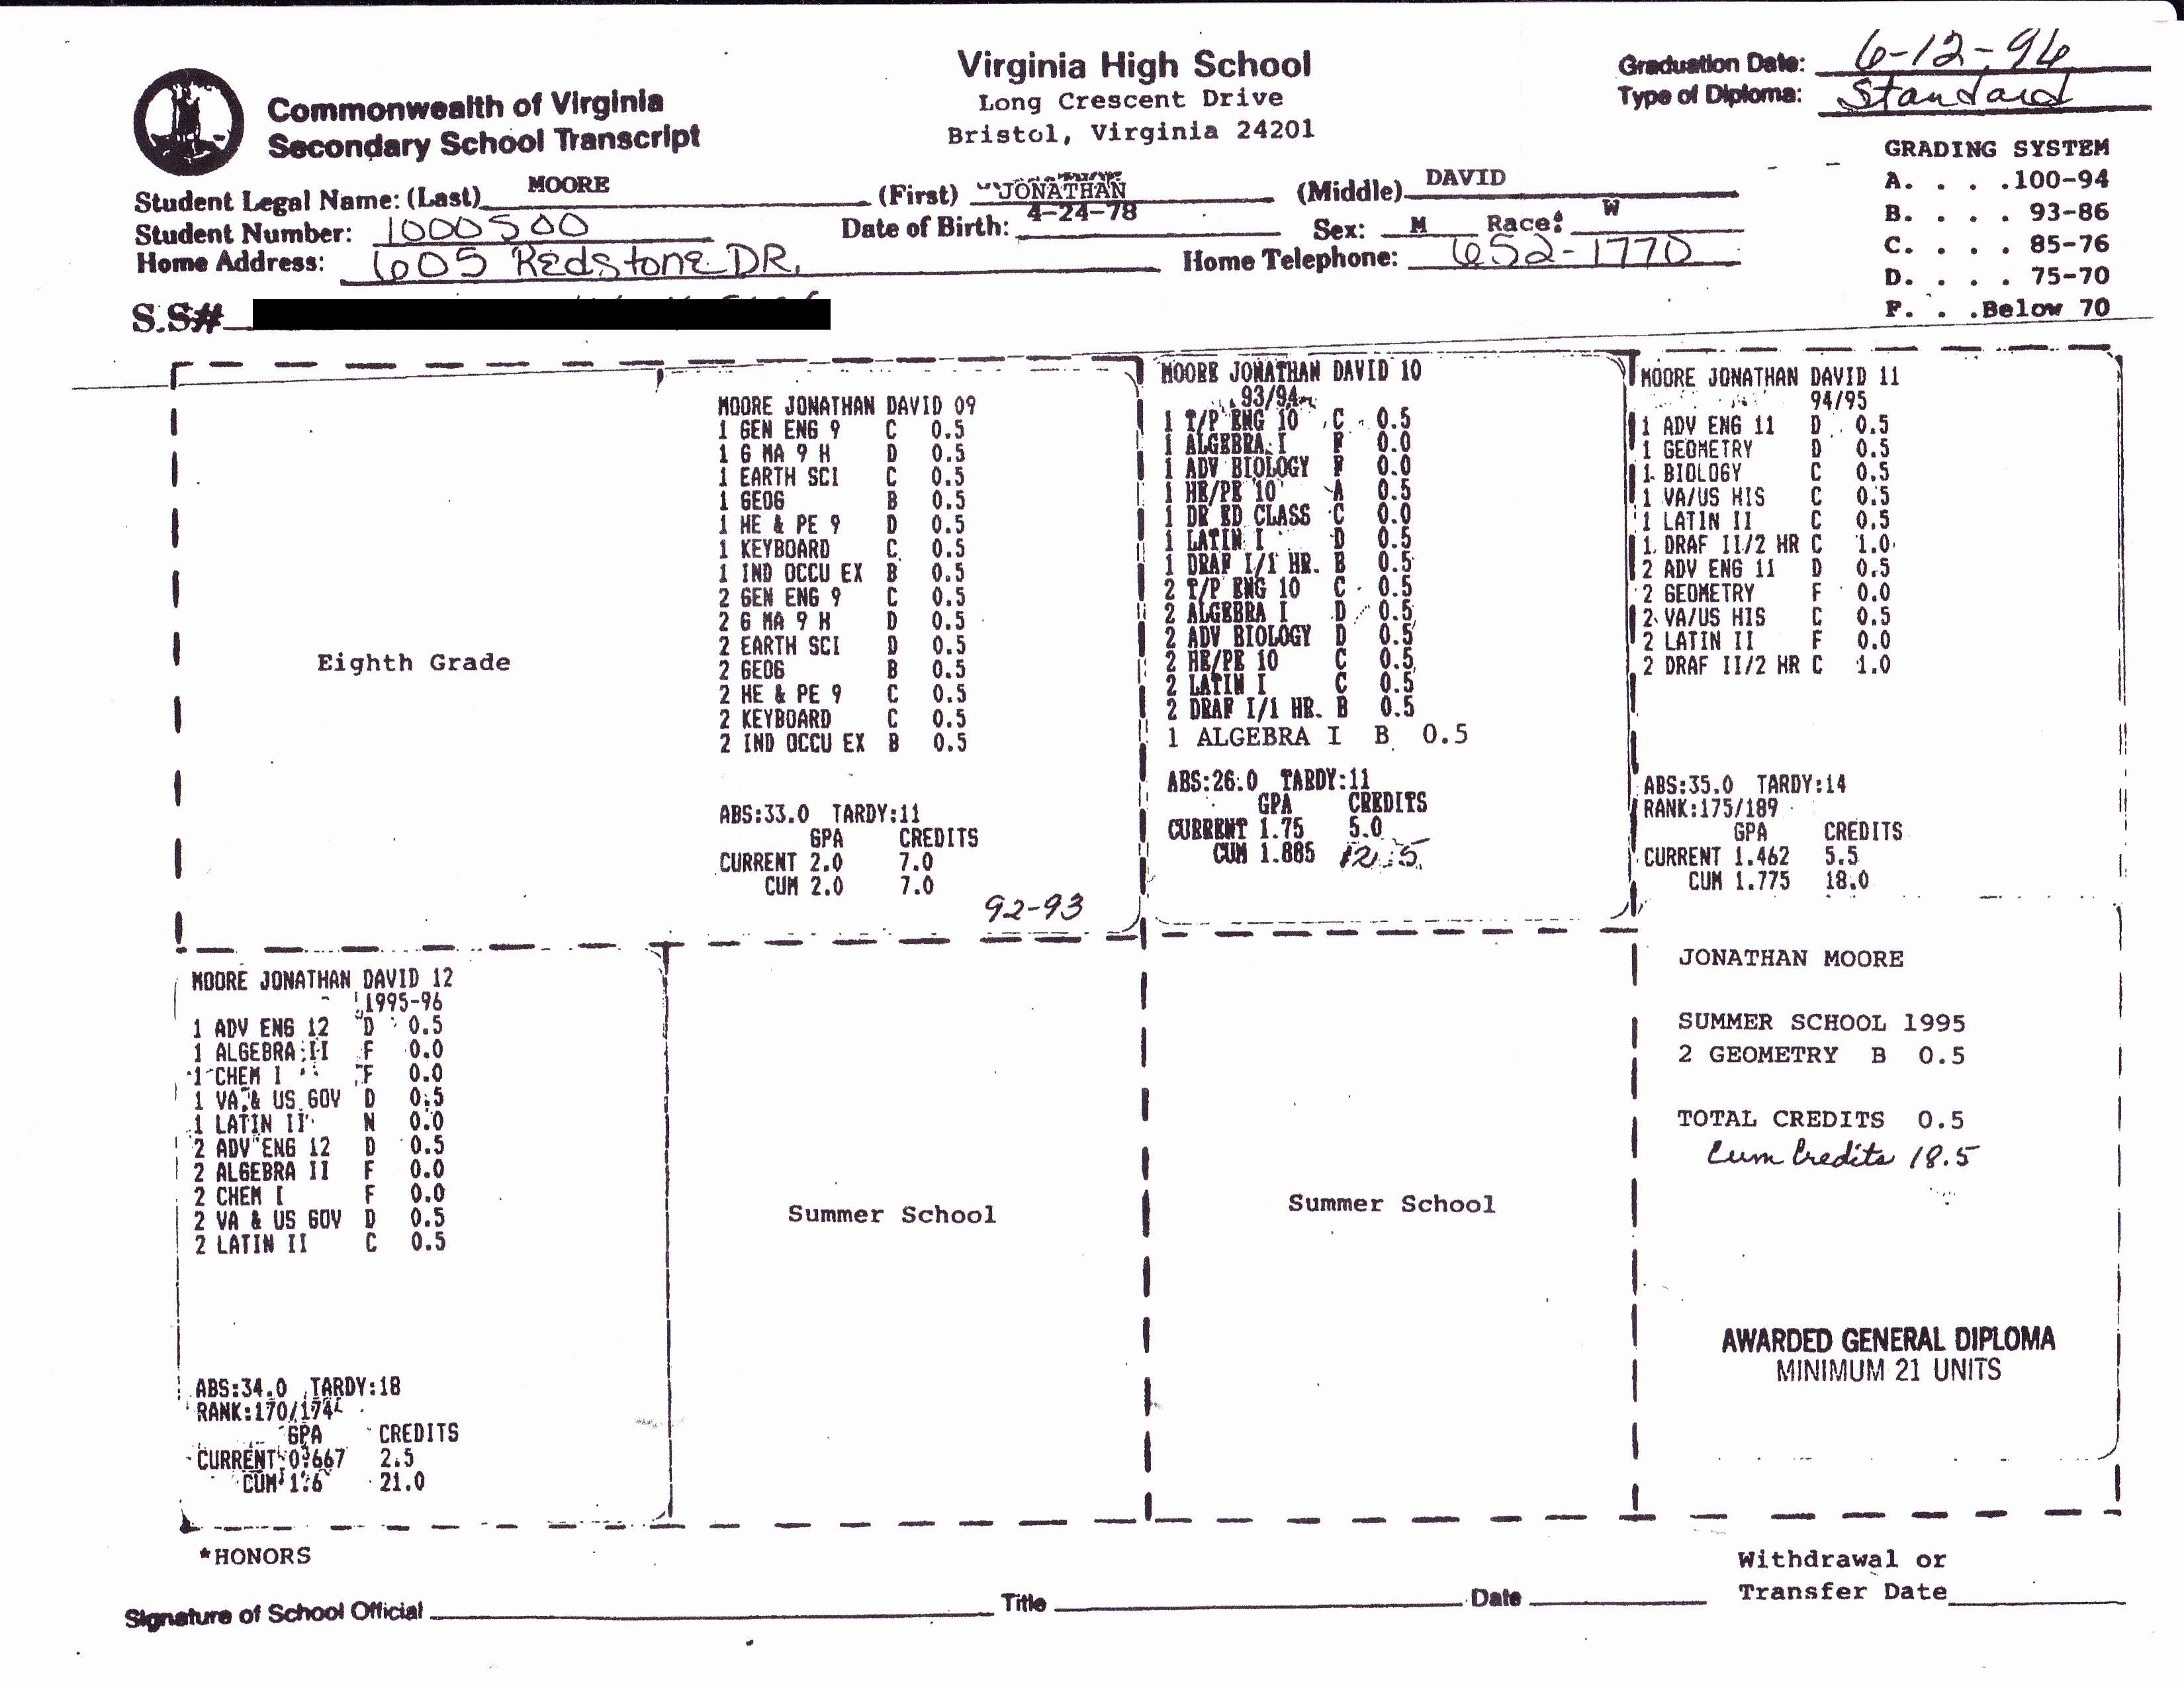 Virginia High School
Long Crescent Drive
Bristol, Virginia 24201
Commonwealth of Virginia
Secondary School Transcript
Graduation Date: 6-12-96
Type of Diploma: Standard
Student Legal Name: (Last) MOORE (First) JONATHAN (Middle) DAVID
Student Number: 1000500 Date of Birth: 4-24-78 Sex: M Race: W
Home Address: 605 Redstone DR. Home Telephone: 652-1770
S.S#
GRADING SYSTEM
A. . . .100-94
B. . . . 93-86
C. . . . 85-76
D. . . . 75-70
F. . .Below 70
Eighth Grade
MOORE JONATHAN DAVID 09
1 GEN ENG 9 C 0.5
1 G MA 9 H D 0.5
1 EARTH SCI C 0.5
1 GEOG B 0.5
1 HE & PE 9 D 0.5
1 KEYBOARD C 0.5
1 IND OCCU EX B 0.5
2 GEN ENG 9 C 0.5
2 G MA 9 H D 0.5
2 EARTH SCI D 0.5
2 GEOG B 0.5
2 HE & PE 9 C 0.5
2 KEYBOARD C 0.5
2 IND OCCU EX B 0.5
ABS:33.0 TARDY:11
GPA CREDITS
CURRENT 2.0 7.0
CUM 2.0 7.0
92-93
MOORE JONATHAN DAVID 10
93/94
1 T/P ENG 10 C 0.5
1 ALGEBRA I F 0.0
1 ADV BIOLOGY F 0.0
1 HE/PE 10 A 0.5
1 DR ED CLASS C 0.0
1 LATIN I D 0.5
1 DRAF I/1 HR. B 0.5
2 T/P ENG 10 C 0.5
2 ALGEBRA I D 0.5
2 ADV BIOLOGY D 0.5
2 HE/PE 10 C 0.5
2 LATIN I C 0.5
2 DRAF I/1 HR. B 0.5
1 ALGEBRA I B 0.5
ABS:26.0 TARDY:11
GPA CREDITS
CURRENT 1.75 5.0
CUM 1.885 12.5
MOORE JONATHAN DAVID 11
94/95
1 ADV ENG 11 D 0.5
1 GEOMETRY D 0.5
1 BIOLOGY C 0.5
1 VA/US HIS C 0.5
1 LATIN II C 0.5
1 DRAF II/2 HR C 1.0
2 ADV ENG 11 D 0.5
2 GEOMETRY F 0.0
2 VA/US HIS C 0.5
2 LATIN II F 0.0
2 DRAF II/2 HR C 1.0
ABS:35.0 TARDY:14
RANK:175/189
GPA CREDITS
CURRENT 1.462 5.5
CUM 1.775 18.0
MOORE JONATHAN DAVID 12
1995-96
1 ADV ENG 12 D 0.5
1 ALGEBRA II F 0.0
1 CHEM I F 0.0
1 VA & US GOV D 0.5
1 LATIN II N 0.0
2 ADV ENG 12 D 0.5
2 ALGEBRA II F 0.0
2 CHEM I F 0.0
2 VA & US GOV D 0.5
2 LATIN II C 0.5
ABS:34.0 TARDY:18
RANK:170/174
GPA CREDITS
CURRENT 0.667 2.5
CUM 1.6 21.0
Summer School
Summer School
JONATHAN MOORE
SUMMER SCHOOL 1995
2 GEOMETRY B 0.5
TOTAL CREDITS 0.5
Cum Credits 18.5
AWARDED GENERAL DIPLOMA
MINIMUM 21 UNITS
*HONORS
Signature of School Official Title Date
Withdrawal or
Transfer Date